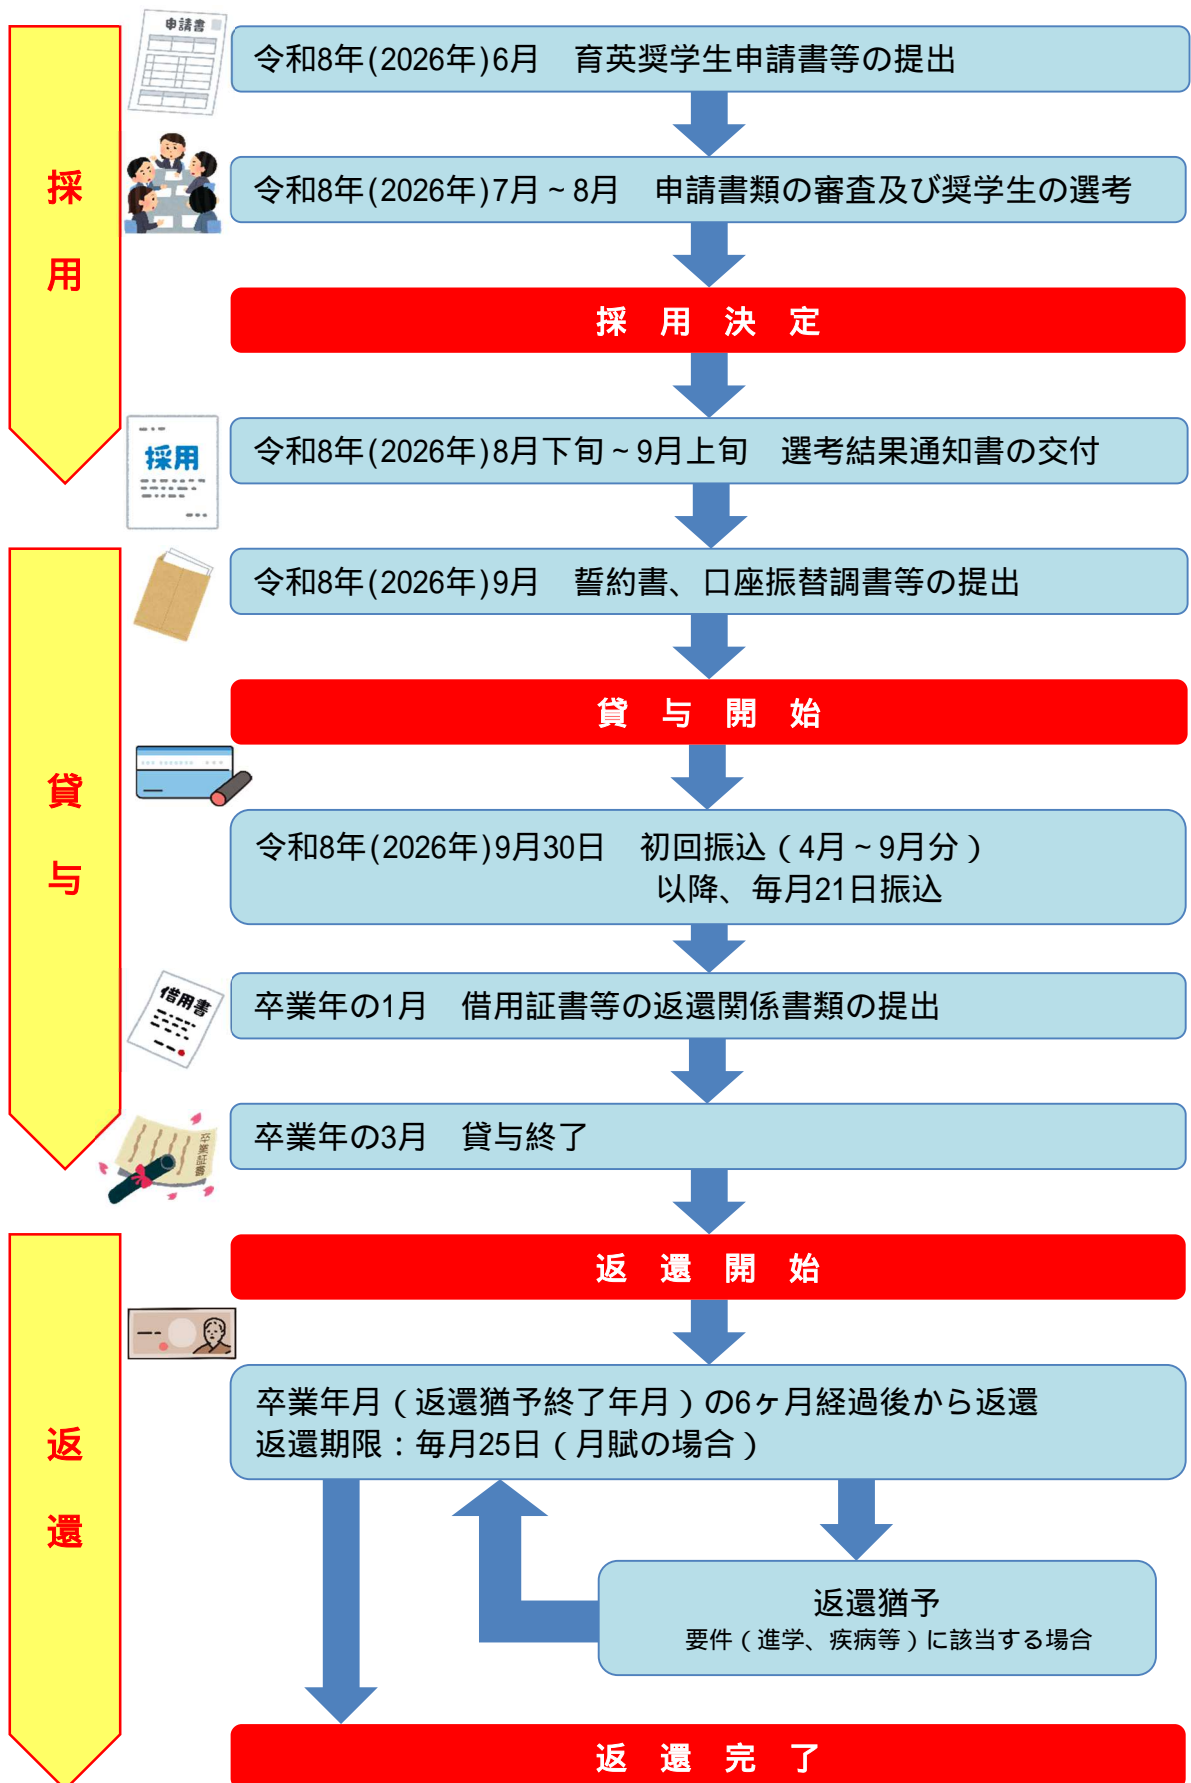 申請書
令和8年(2026年)6月　育英奨学生申請書等の提出
採用
令和8年(2026年)7月~8月　申請書類の審査及び奨学生の選考
採　用　決　定
採用
令和8年(2026年)8月下旬~9月上旬　選考結果通知書の交付
令和8年(2026年)9月　誓約書、口座振替調書等の提出
貸　与　開　始
貸与
令和8年(2026年)9月30日　初回振込(4月~9月分)
以降、毎月21日振込
借用書
卒業年の1月　借用証書等の返還関係書類の提出
卒業証書
卒業年の3月　貸与終了
返　還　開　始
返還
卒業年月(返還猶予終了年月)の6ヶ月経過後から返還
返還期限:毎月25日(月賦の場合)
返還猶予
要件(進学、疾病等)に該当する場合
返　還　完　了